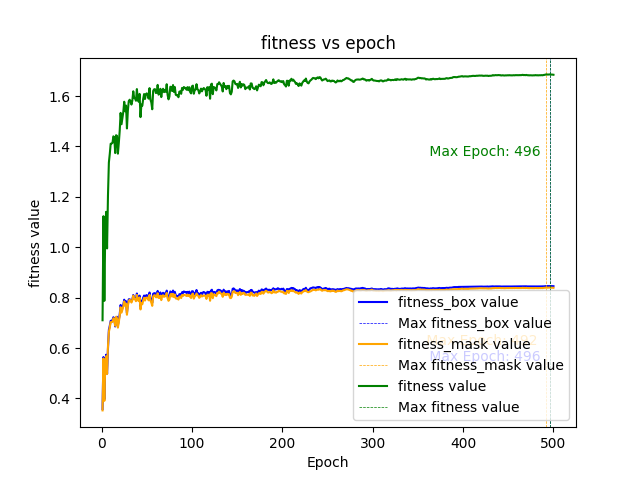 fitness vs epoch
fitness value
1.6
1.4
1.2
1.0
0.8
0.6
0.4
Max Epoch: 496
fitness_box value
Max fitness_box value
fitness_mask value
Max Epoch: 496
Max fitness_mask value
fitness value
Max fitness value
0
100
200
300
400
500
Epoch